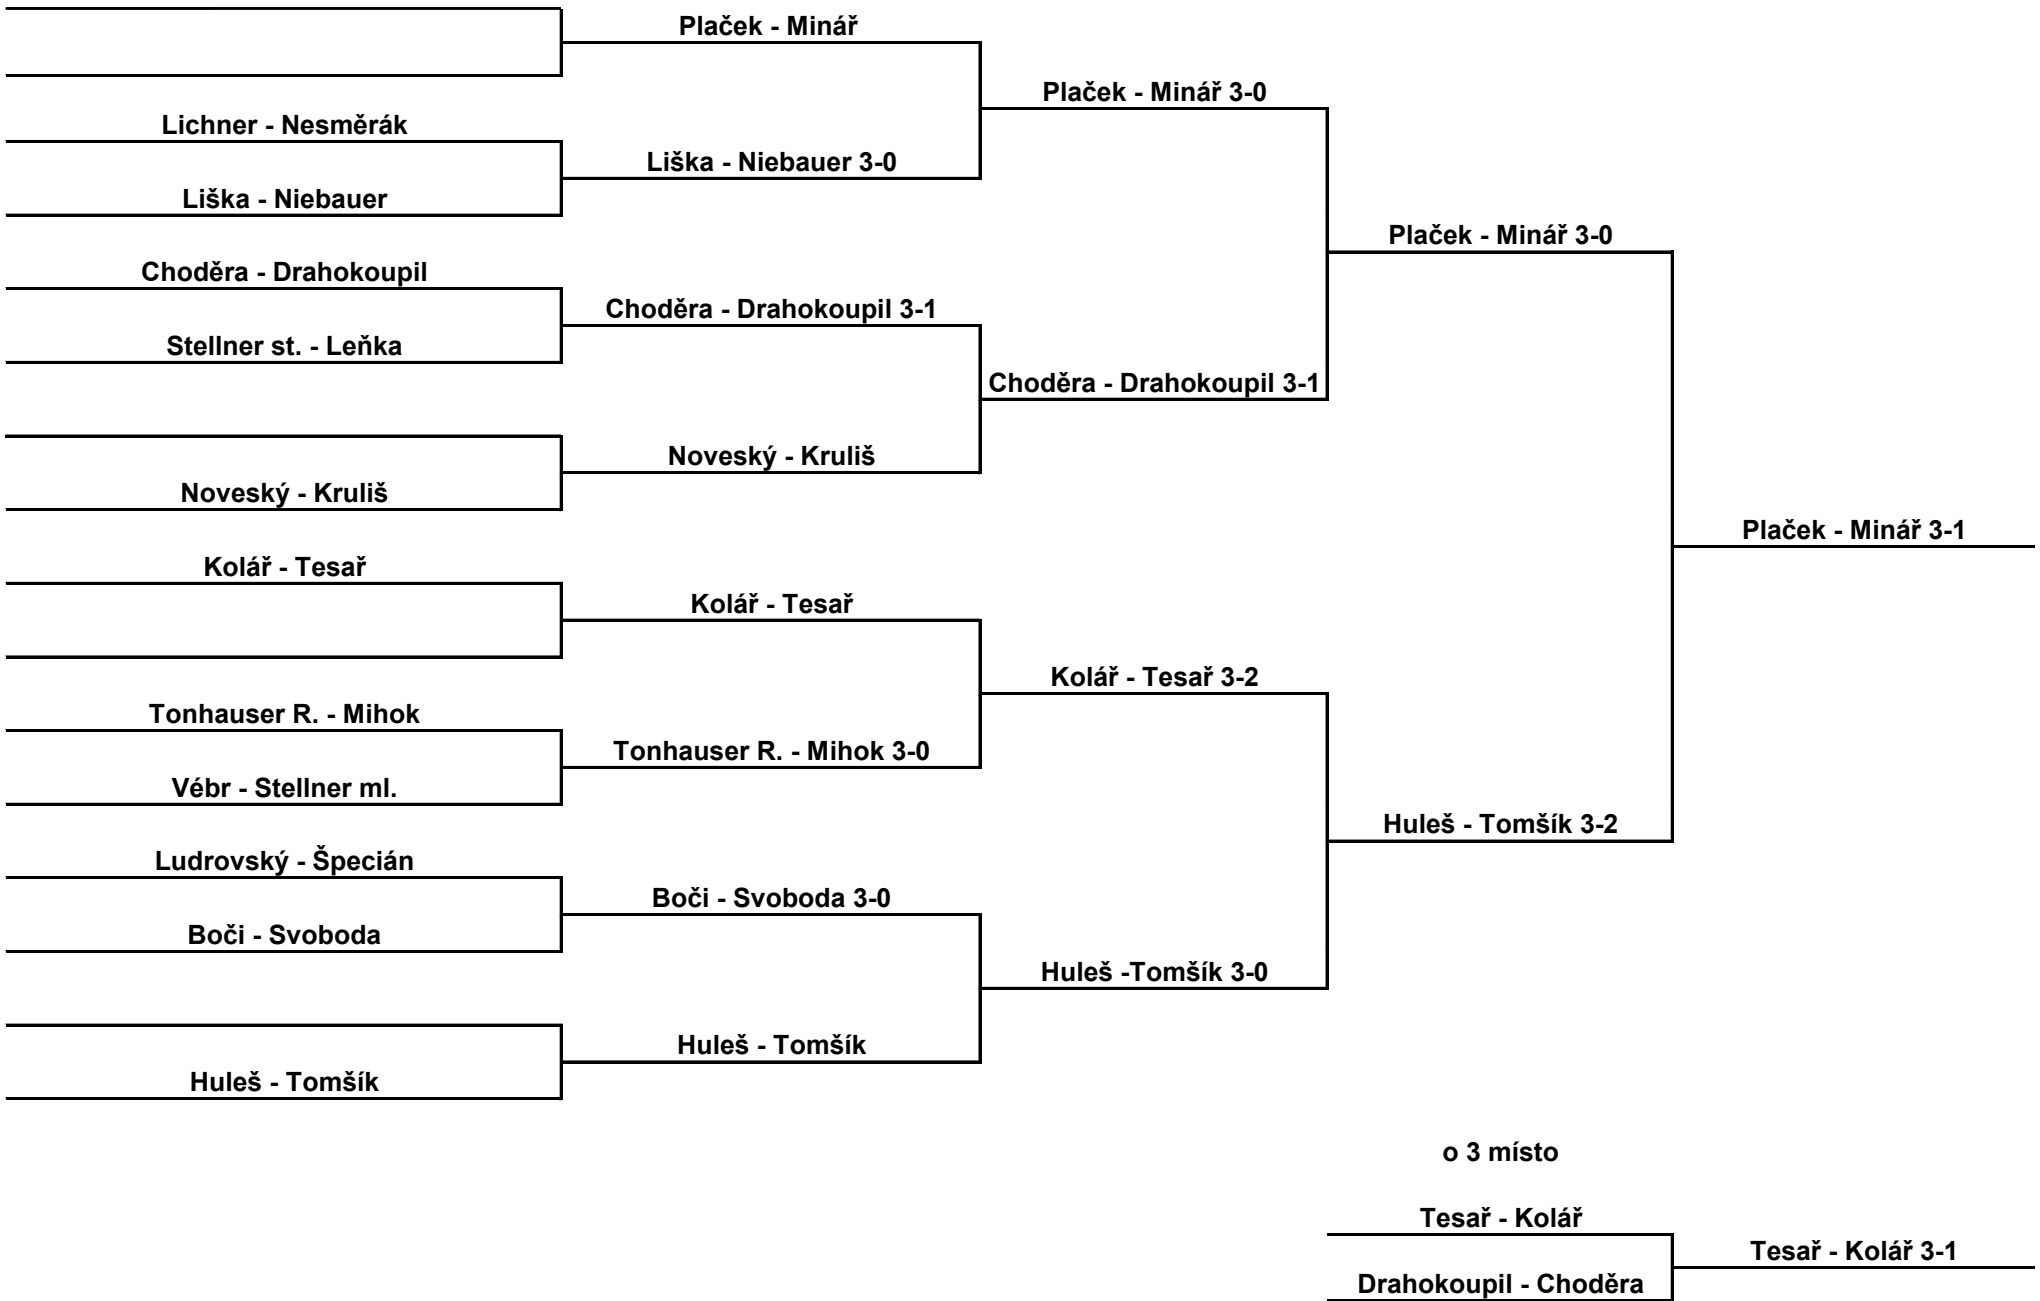 Plaček - Minář
Plaček - Minář 3-0
Lichner - Nesměrák
Liška - Niebauer 3-0
Liška - Niebauer
Plaček - Minář 3-0
Choděra - Drahokoupil
Choděra - Drahokoupil 3-1
Stellner st. - Leňka
Choděra - Drahokoupil 3-1
Noveský - Kruliš
Noveský - Kruliš
Plaček - Minář 3-1
Kolář - Tesař
Kolář - Tesař
Kolář - Tesař 3-2
Tonhauser R. - Mihok
Tonhauser R. - Mihok 3-0
Vébr - Stellner ml.
Huleš - Tomšík 3-2
Ludrovský - Špecián
Boči - Svoboda 3-0
Boči - Svoboda
Huleš -Tomšík 3-0
Huleš - Tomšík
Huleš - Tomšík
o 3 místo
Tesař - Kolář
Tesař - Kolář 3-1
Drahokoupil - Choděra